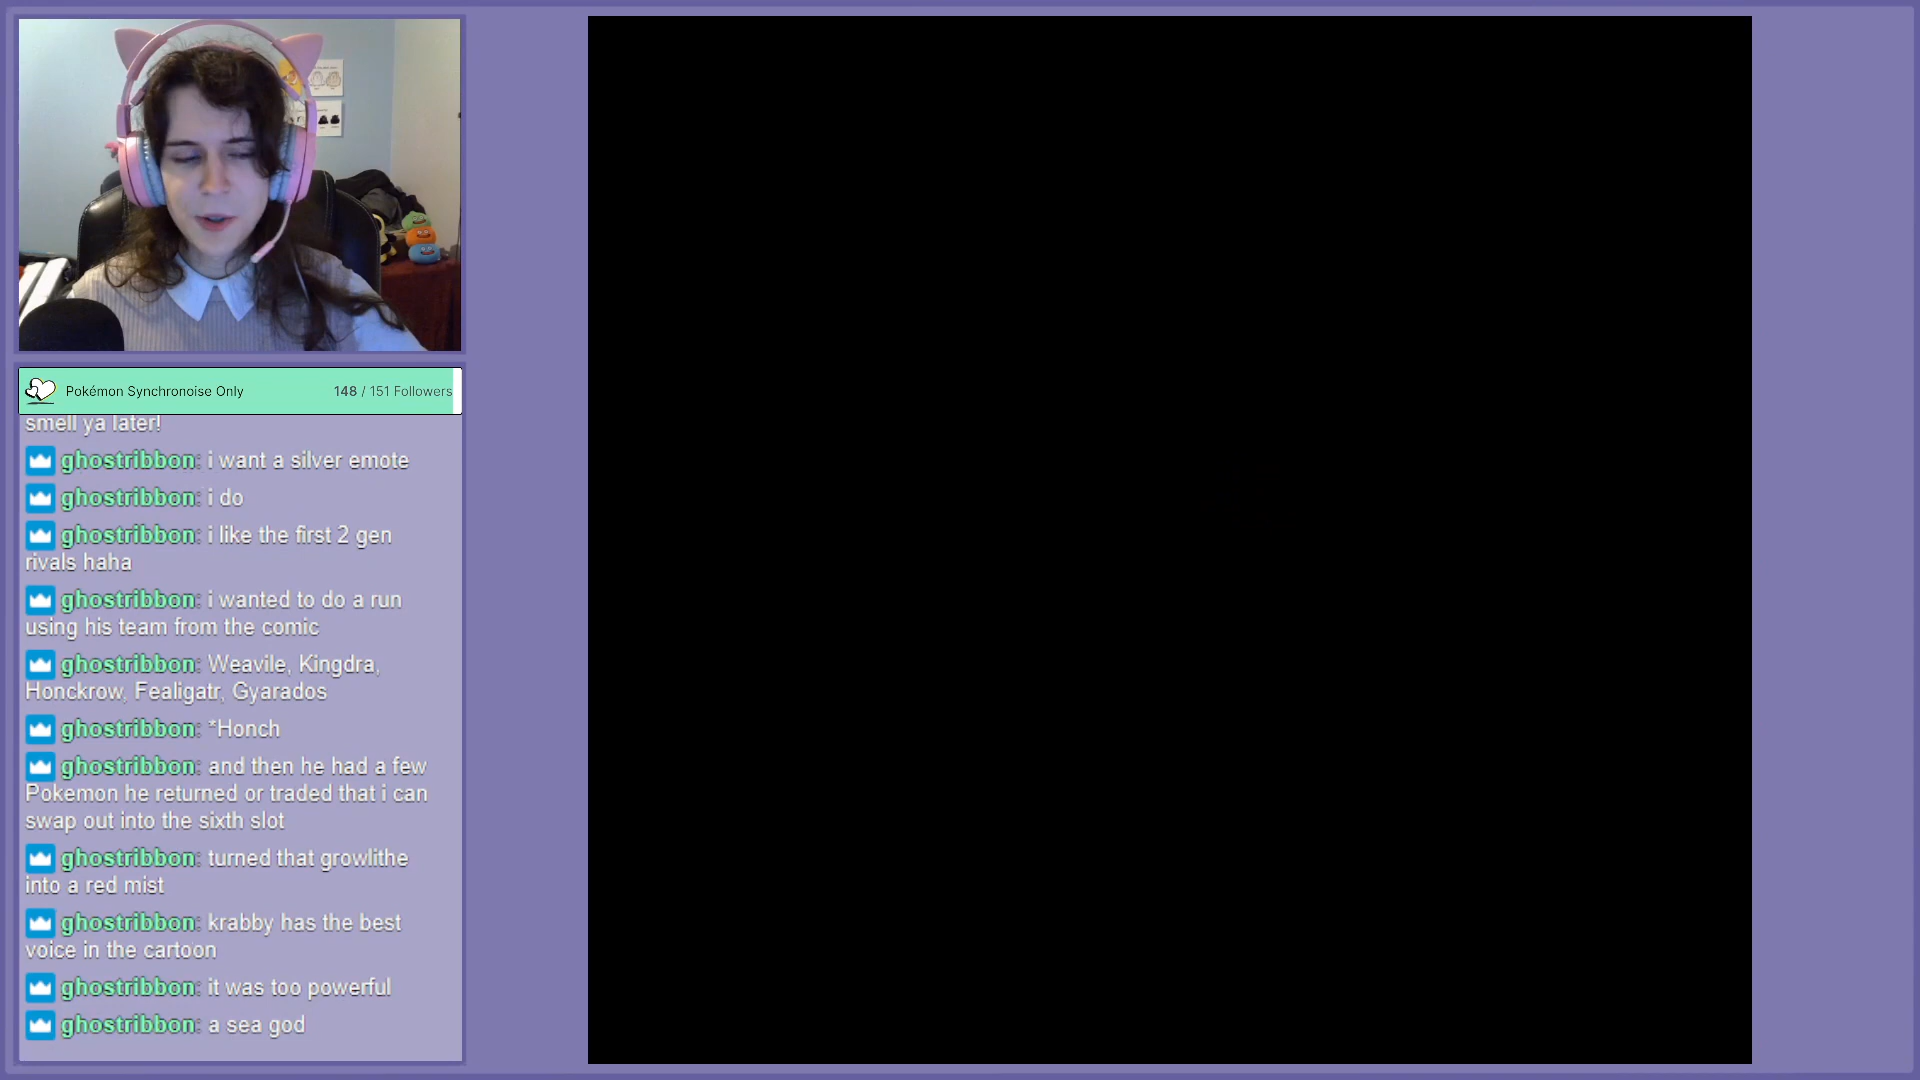 Pokémon Synchronoise Only 148 / 151 Followers
smell ya later!
ghostribbon: i want a silver emote
ghostribbon: i do
ghostribbon: i like the first 2 gen
rivals haha
ghostribbon: i wanted to do a run
using his team from the comic
ghostribbon: Weavile, Kingdra,
Honckrow, Fealigatr, Gyarados
ghostribbon: *Honch
ghostribbon: and then he had a few
Pokemon he returned or traded that i can
swap out into the sixth slot
ghostribbon: turned that growlithe
into a red mist
ghostribbon: krabby has the best
voice in the cartoon
ghostribbon: it was too powerful
ghostribbon: a sea god